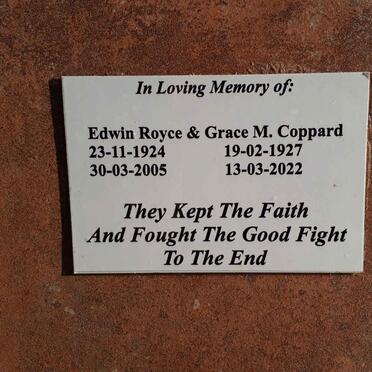 In Loving Memory of:
Edwin Royce & Grace M. Coppard
23-11-1924 19-02-1927
30-03-2005 13-03-2022
They Kept The Faith
And Fought The Good Fight
To The End